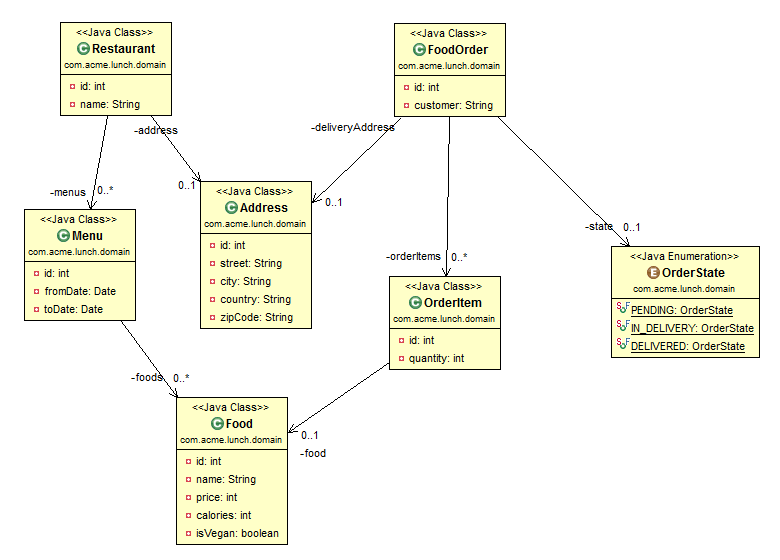 <<Java Class>>
Restaurant
com.acme.lunch.domain
id: int
name: String
<<Java Class>>
FoodOrder
com.acme.lunch.domain
id: int
customer: String
-address
0..1
-deliveryAddress
0..1
-menus
0..*
<<Java Class>>
Menu
com.acme.lunch.domain
id: int
fromDate: Date
toDate: Date
<<Java Class>>
Address
com.acme.lunch.domain
id: int
street: String
city: String
country: String
zipCode: String
-orderItems
0..*
-state
0..1
<<Java Class>>
OrderItem
com.acme.lunch.domain
id: int
quantity: int
<<Java Enumeration>>
OrderState
com.acme.lunch.domain
PENDING: OrderState
IN_DELIVERY: OrderState
DELIVERED: OrderState
-foods
0..*
0..1
-food
<<Java Class>>
Food
com.acme.lunch.domain
id: int
name: String
price: int
calories: int
isVegan: boolean